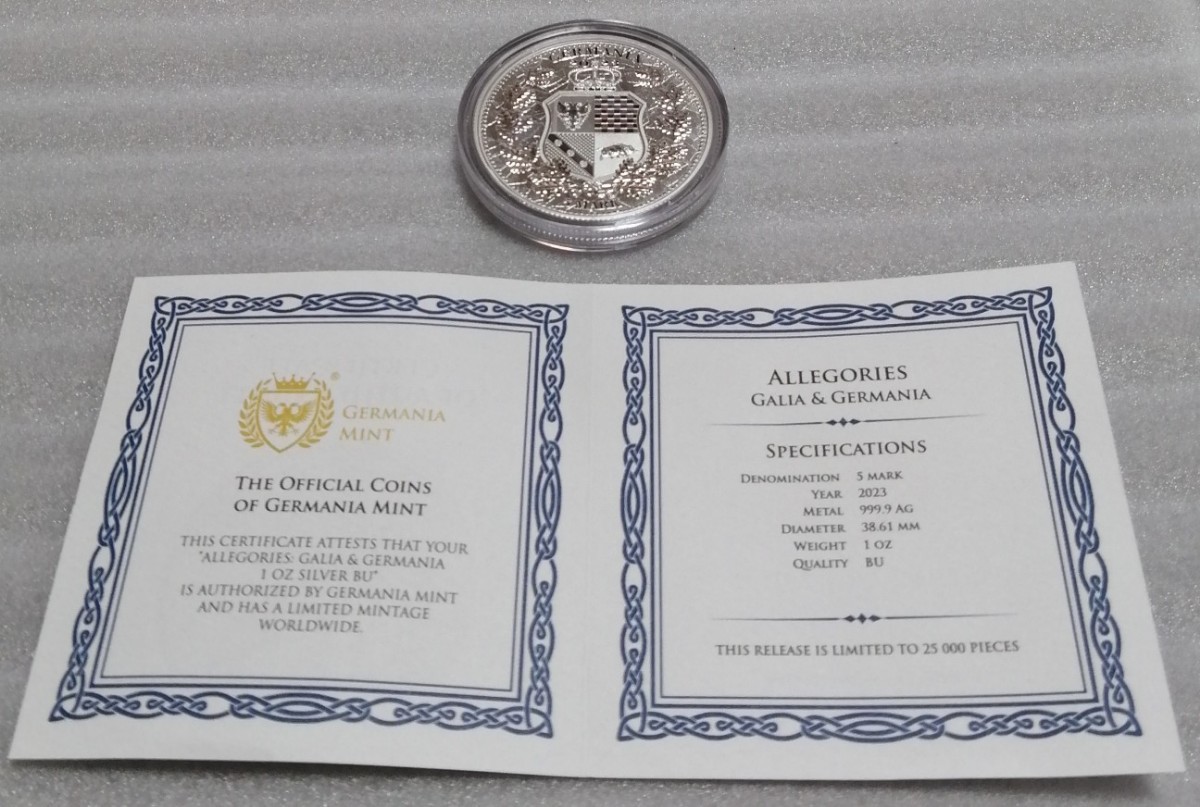 GERMANIA
MARK
®
GERMANIA
MINT
THE OFFICIAL COINS
OF GERMANIA MINT
THIS CERTIFICATE ATTESTS THAT YOUR
"ALLEGORIES: GALIA & GERMANIA
1 OZ SILVER BU"
IS AUTHORIZED BY GERMANIA MINT
AND HAS A LIMITED MINTAGE
WORLDWIDE.
ALLEGORIES
GALIA & GERMANIA
SPECIFICATIONS
DENOMINATION 5 MARK
YEAR 2023
METAL 999.9 AG
DIAMETER 38.61 MM
WEIGHT 1 OZ
QUALITY BU
THIS RELEASE IS LIMITED TO 25 000 PIECES